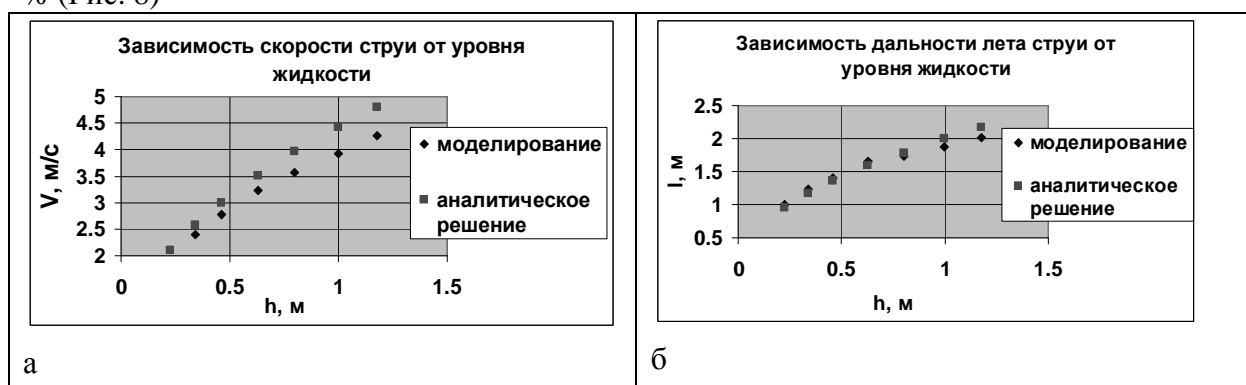 % (Рис. 8)
Зависимость скорости струи от уровня
жидкости
5
4.5
4
3.5
3
2.5
2
V, м/с
0
0.5
1
1.5
h, м
моделирование
аналитическое
решение
а
Зависимость дальности лета струи от
уровня жидкости
2.5
2
1.5
1
0.5
l, м
0
0.5
1
1.5
h, м
моделирование
аналитическое
решение
б